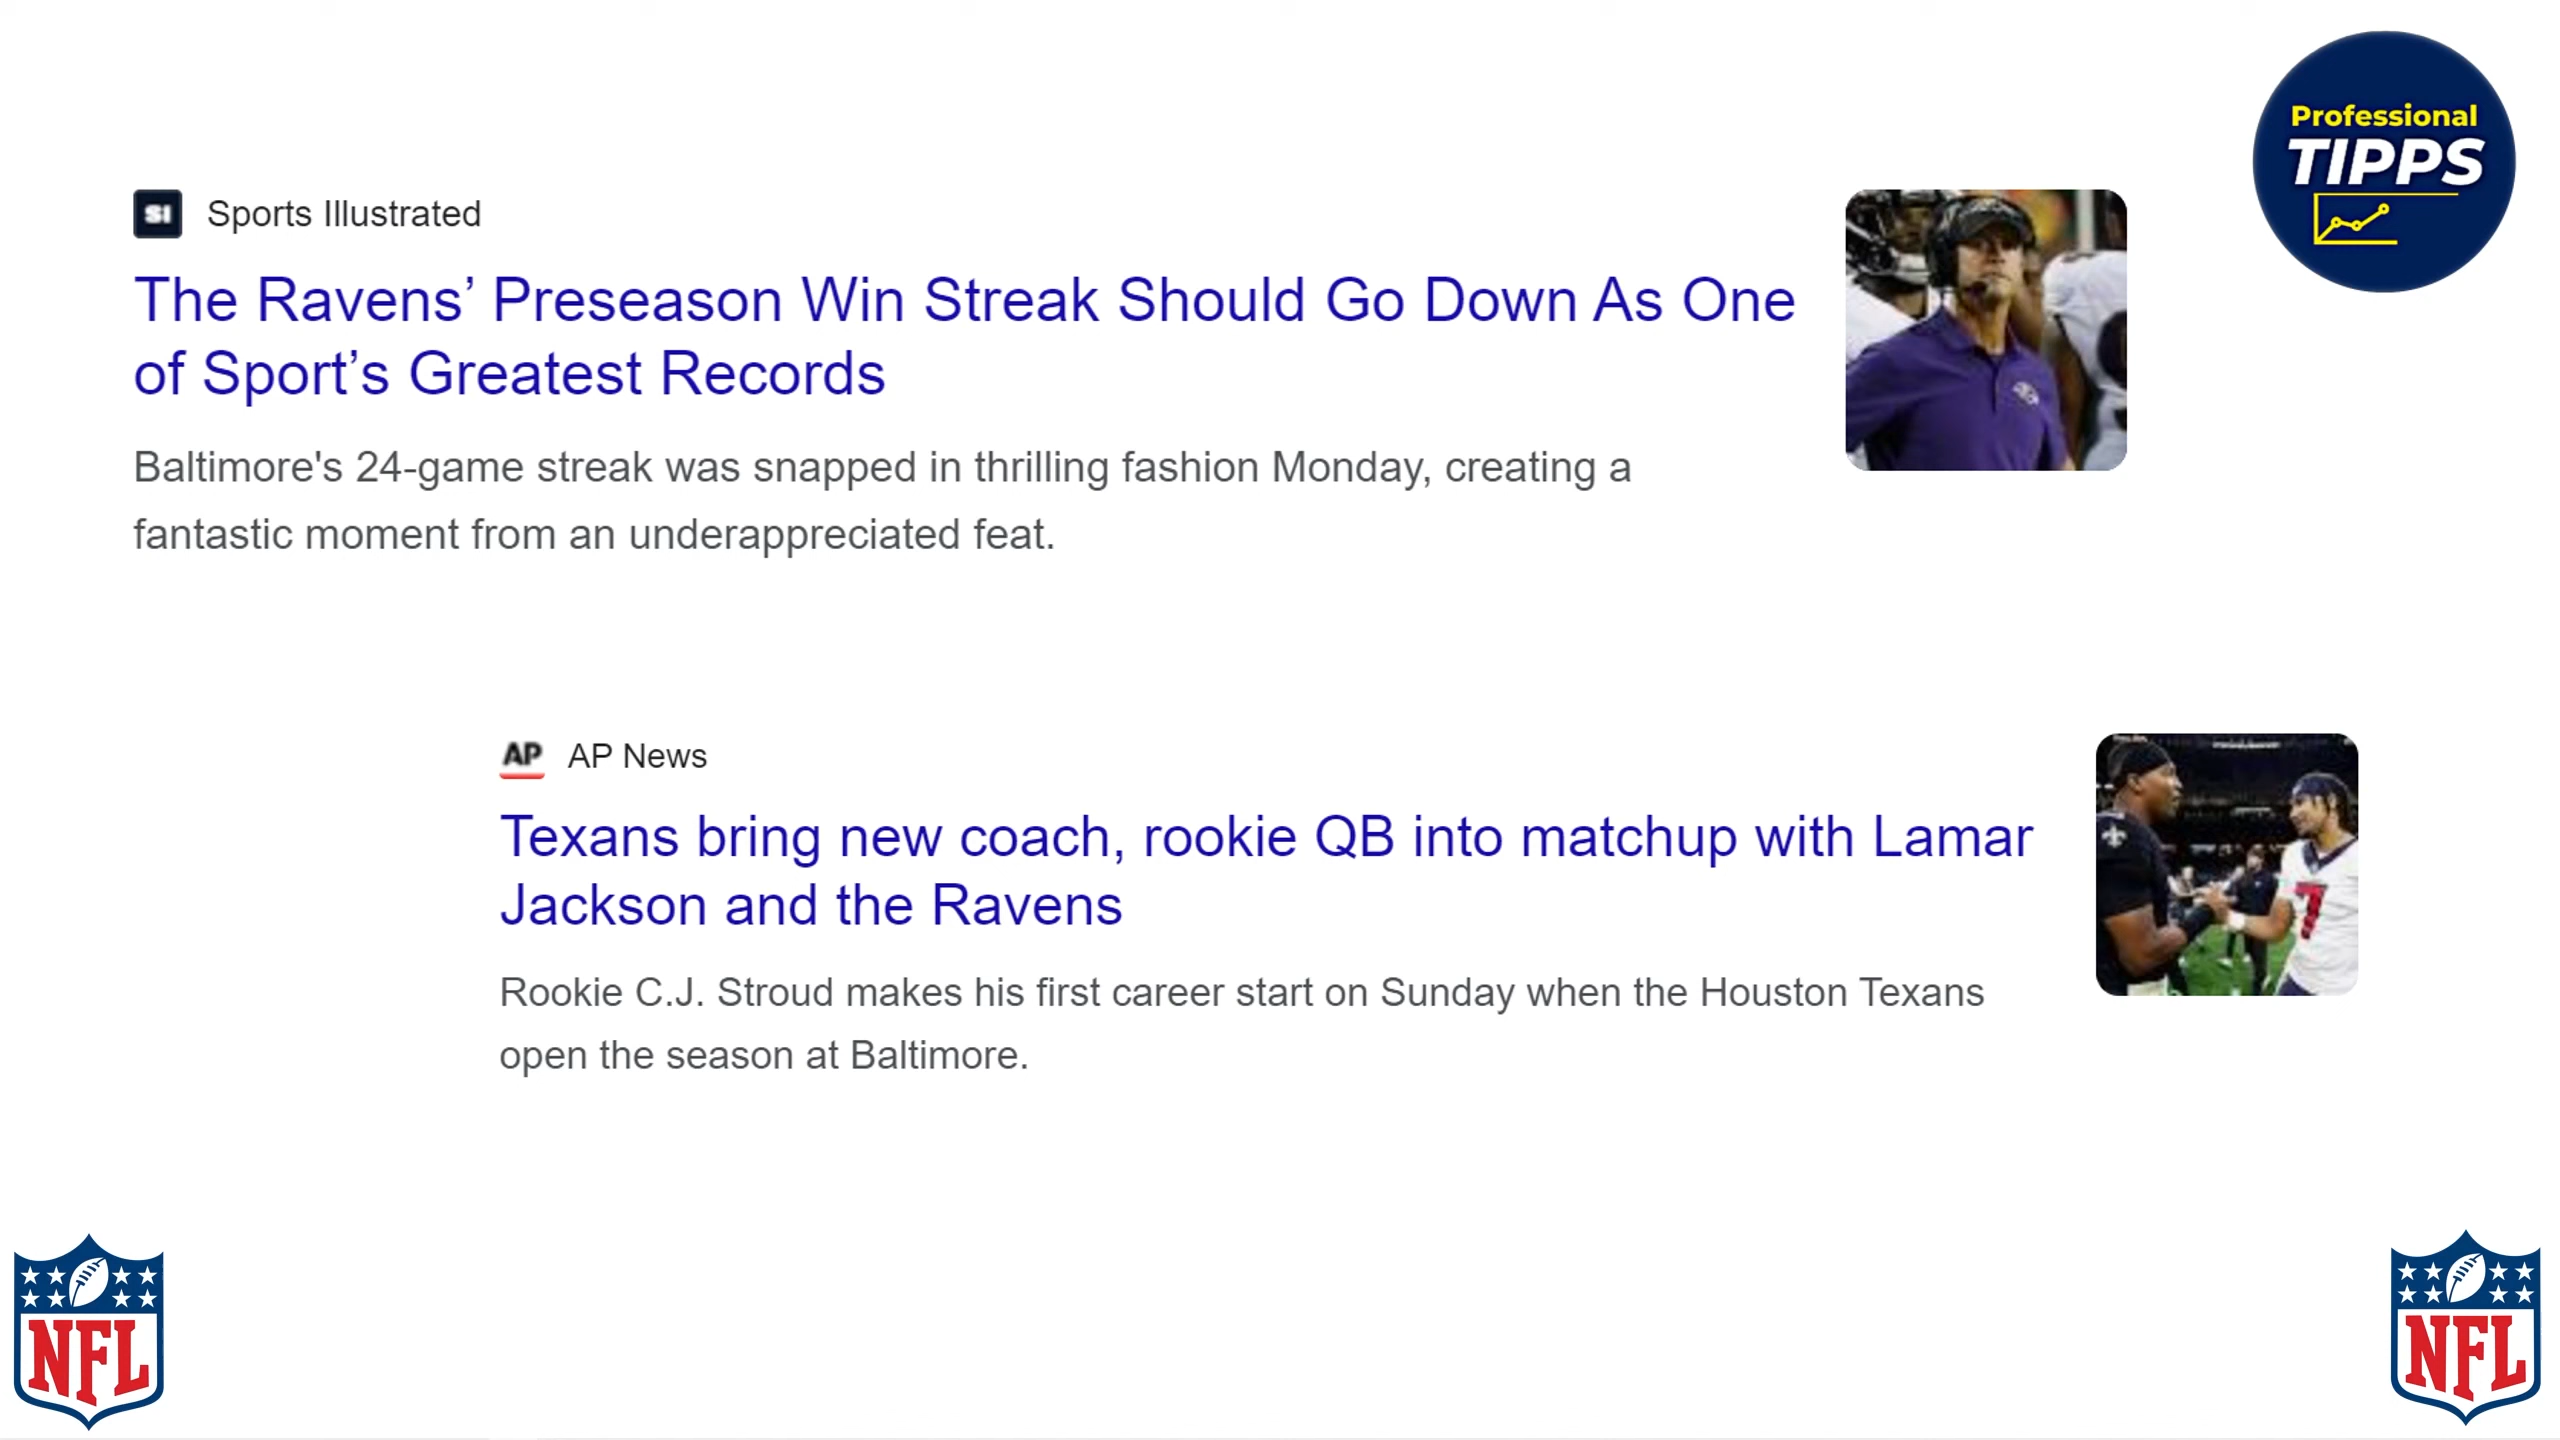 Professional
TIPPS
SI Sports Illustrated
The Ravens’ Preseason Win Streak Should Go Down As One
of Sport’s Greatest Records
Baltimore's 24-game streak was snapped in thrilling fashion Monday, creating a
fantastic moment from an underappreciated feat.
AP AP News
Texans bring new coach, rookie QB into matchup with Lamar
Jackson and the Ravens
Rookie C.J. Stroud makes his first career start on Sunday when the Houston Texans
open the season at Baltimore.
7
NFL
NFL